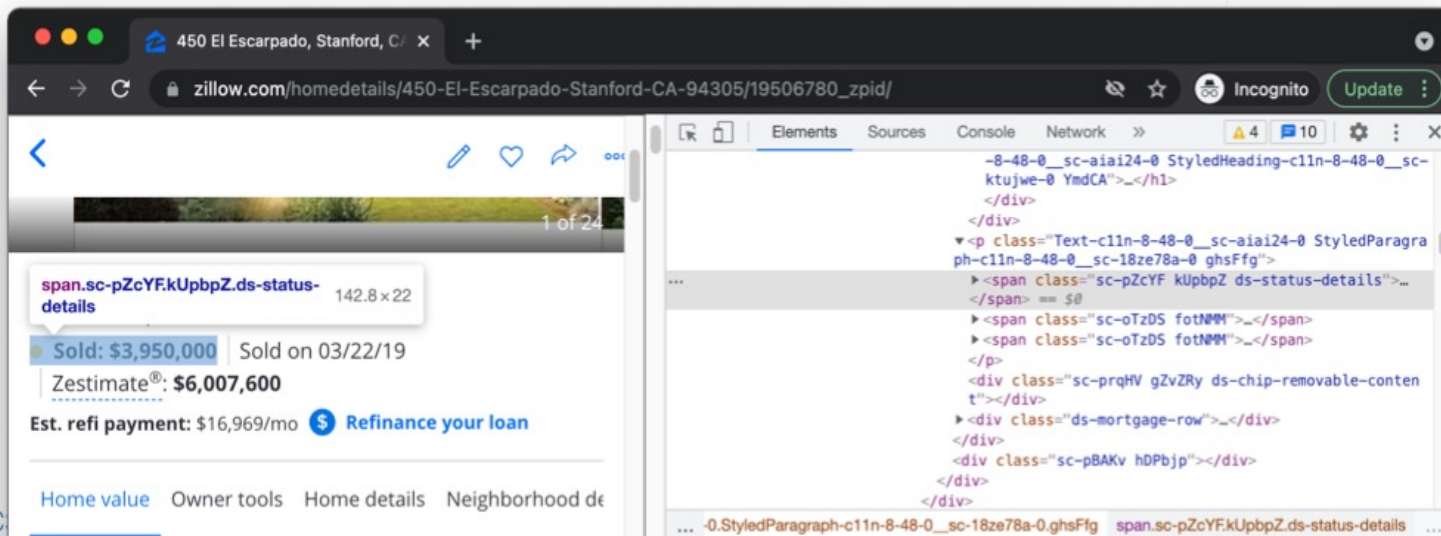 450 El Escarpado, Stanford, CA
zillow.com/homedetails/450-El-Escarpado-Stanford-CA-94305/19506780_zpid/
Incognito
Update
1 of 24
span.sc-pZcYF.kUpbpZ.ds-status-
details
142.8 × 22
Sold: $3,950,000
Sold on 03/22/19
Zestimate®: $6,007,600
Est. refi payment: $16,969/mo $ Refinance your loan
Home value Owner tools Home details Neighborhood de
Elements Sources Console Network » 4 10
-8-48-0__sc-aiai24-0 StyledHeading-c11n-8-48-0__sc-
ktujwe-0 YmdCA">…</h1>
</div>
</div>
▼<p class="Text-c11n-8-48-0__sc-aiai24-0 StyledParagra
ph-c11n-8-48-0__sc-18ze78a-0 ghsFfg">
… ▶<span class="sc-pZcYF kUpbpZ ds-status-details">…
</span> == $0
▶<span class="sc-oTzDS fotNMM">…</span>
▶<span class="sc-oTzDS fotNMM">…</span>
</p>
<div class="sc-prqHV gZvZRy ds-chip-removable-conten
t"></div>
▶<div class="ds-mortgage-row">…</div>
</div>
<div class="sc-pBAKv hDPbjp"></div>
</div>
</div>
… -0.StyledParagraph-c11n-8-48-0__sc-18ze78a-0.ghsFfg span.sc-pZcYF.kUpbpZ.ds-status-details …